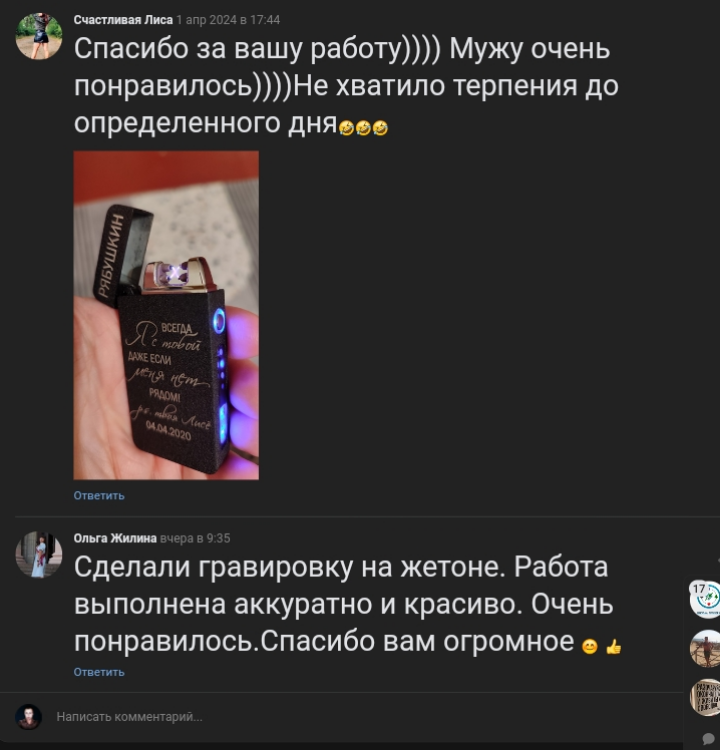 Счастливая Лиса 1 апр 2024 в 17:44
Спасибо за вашу работу)))) Мужу очень
понравилось))))Не хватило терпения до
определенного дня🤣🤣🤣
РЯБУШКИН
ВСЕГДА
Я с тобой
ДАЖЕ ЕСЛИ
меня нет
РЯДОМ!
твоя Лисё
04.04.2020
Ответить
Ольга Жилина вчера в 9:35
Сделали гравировку на жетоне. Работа
выполнена аккуратно и красиво. Очень
понравилось.Спасибо вам огромное 😊 👍
Ответить
17
Написать комментарий...